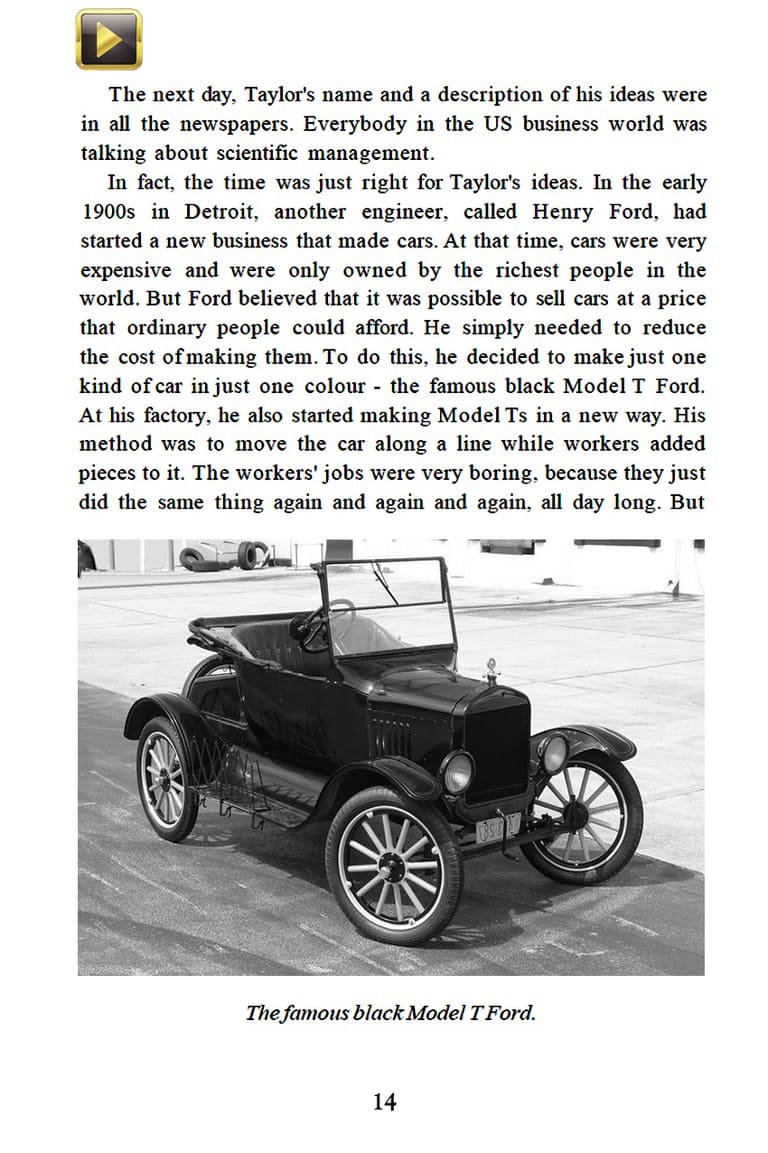 The next day, Taylor's name and a description of his ideas were
in all the newspapers. Everybody in the US business world was
talking about scientific management.
In fact, the time was just right for Taylor's ideas. In the early
1900s in Detroit, another engineer, called Henry Ford, had
started a new business that made cars. At that time, cars were very
expensive and were only owned by the richest people in the
world. But Ford believed that it was possible to sell cars at a price
that ordinary people could afford. He simply needed to reduce
the cost of making them. To do this, he decided to make just one
kind of car in just one colour - the famous black Model T Ford.
At his factory, he also started making Model Ts in a new way. His
method was to move the car along a line while workers added
pieces to it. The workers' jobs were very boring, because they just
did the same thing again and again and again, all day long. But
The famous black Model T Ford.
14